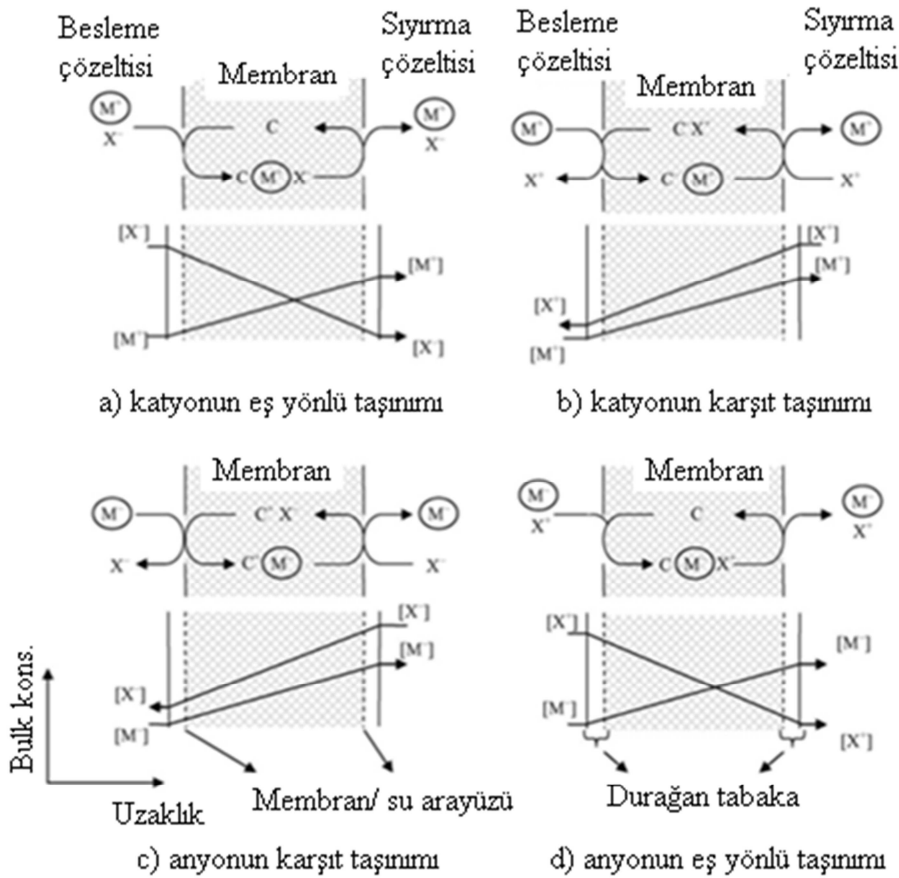 Besleme çözeltisi
Sıyırma çözeltisi
Membran
M⁺
X⁻
C
M⁺
X⁻
C M⁺ X⁻
[X⁻]
[M⁺]
[M⁺]
[X⁻]
a) katyonun eş yönlü taşınımı
Besleme çözeltisi
Sıyırma çözeltisi
Membran
M⁺
C X⁺
M⁺
X⁺
C M⁺
X⁺
[X⁺]
[M⁺]
[X⁺]
[M⁺]
b) katyonun karşıt taşınımı
Membran
M⁻
C⁺ X⁻
M⁻
X⁻
C⁺ M⁻
X⁻
[X⁻]
[M⁻]
[X⁻]
[M⁻]
Bulk kons.
Uzaklık
Membran/ su arayüzü
c) anyonun karşıt taşınımı
Membran
M⁻
X⁺
C
M⁻
X⁺
C M⁻ X⁺
[X⁺]
[M⁻]
[M⁻]
[X⁺]
Durağan tabaka
d) anyonun eş yönlü taşınımı